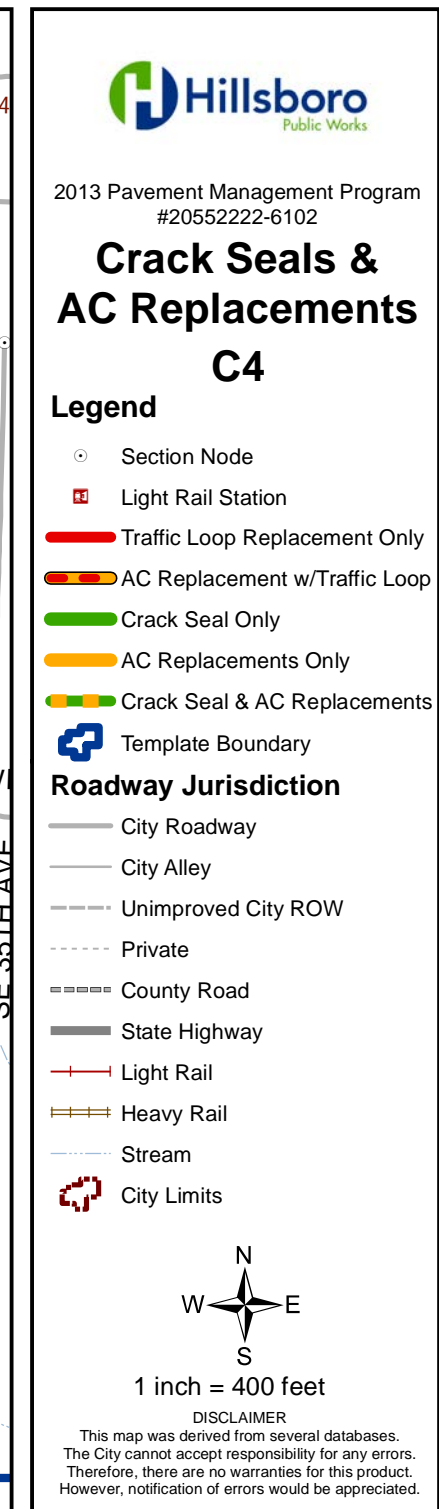 Hillsboro
Public Works
2013 Pavement Management Program
#20552222-6102
Crack Seals &
AC Replacements
C4
Legend
Section Node
Light Rail Station
Traffic Loop Replacement Only
AC Replacement w/Traffic Loop
Crack Seal Only
AC Replacements Only
Crack Seal & AC Replacements
Template Boundary
Roadway Jurisdiction
City Roadway
City Alley
Unimproved City ROW
Private
County Road
State Highway
Light Rail
Heavy Rail
Stream
City Limits
N
W E
S
1 inch = 400 feet
DISCLAIMER
This map was derived from several databases.
The City cannot accept responsibility for any errors.
Therefore, there are no warranties for this product.
However, notification of errors would be appreciated.
4
SE 35TH AVE